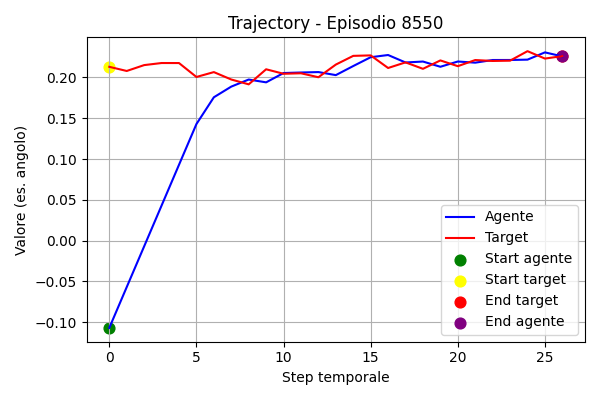 Trajectory - Episodio 8550
Valore (es. angolo)
0.20
0.15
0.10
0.05
0.00
−0.05
−0.10
Agente
Target
Start agente
Start target
End target
End agente
0 5 10 15 20 25
Step temporale